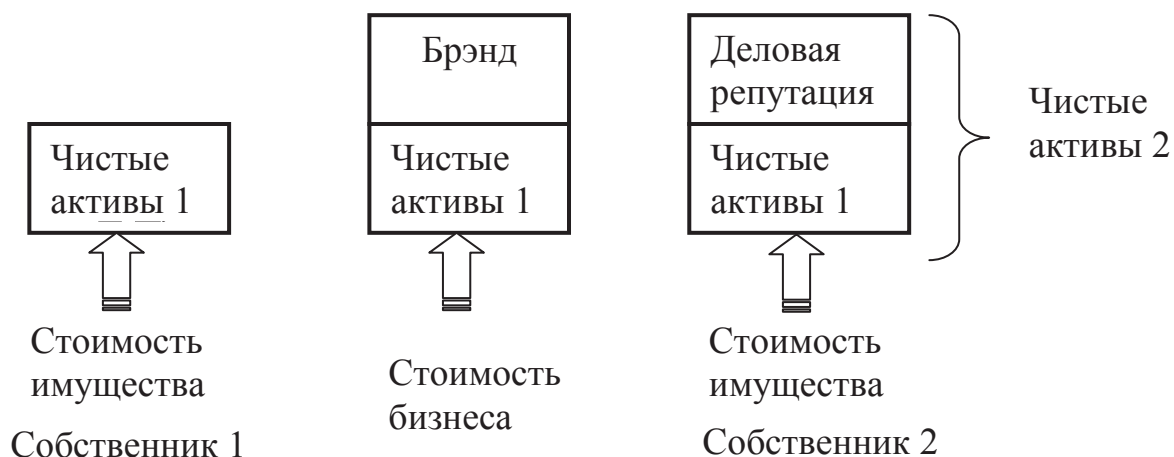 Чистые
активы 1
Стоимость
имущества
Собственник 1
Брэнд
Чистые
активы 1
Стоимость
бизнеса
Деловая
репутация
Чистые
активы 1
Стоимость
имущества
Собственник 2
Чистые
активы 2